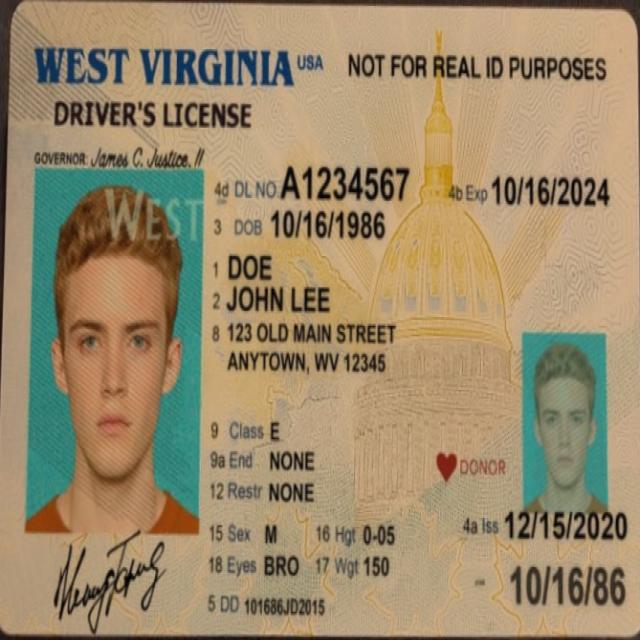 WEST VIRGINIA USA NOT FOR REAL ID PURPOSES
DRIVER'S LICENSE
GOVERNOR: James C. Justice, II
WEST
4d DL NO. A1234567 4b Exp 10/16/2024
3 DOB 10/16/1986
1 DOE
2 JOHN LEE
8 123 OLD MAIN STREET
ANYTOWN, WV 12345
9 Class E
9a End NONE
DONOR
12 Restr NONE
15 Sex M 16 Hgt 0-05 4a Iss 12/15/2020
18 Eyes BRO 17 Wgt 150
10/16/86
5 DD 101686JD2015